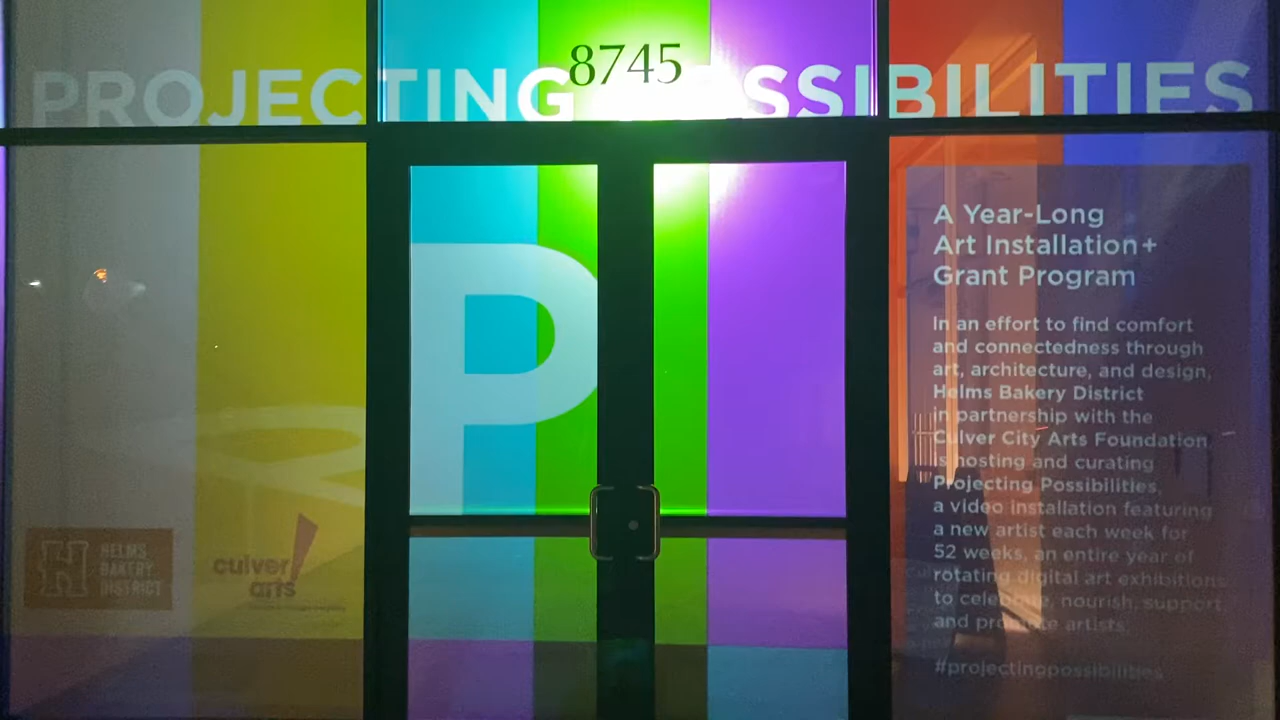 8745
PROJECTING SSIBILITIES
P
A Year-Long
Art Installation+
Grant Program
In an effort to find comfort
and connectedness through
art, architecture, and design,
Helms Bakery District
in partnership with the
Culver City Arts Foundation
is hosting and curating
Projecting Possibilities,
a video installation featuring
a new artist each week for
52 weeks, an entire year of
rotating digital art exhibitions
to celebrate, nourish, support,
and promote artists.
#projectingpossibilities
H HELMS
BAKERY
DISTRICT
culver
arts